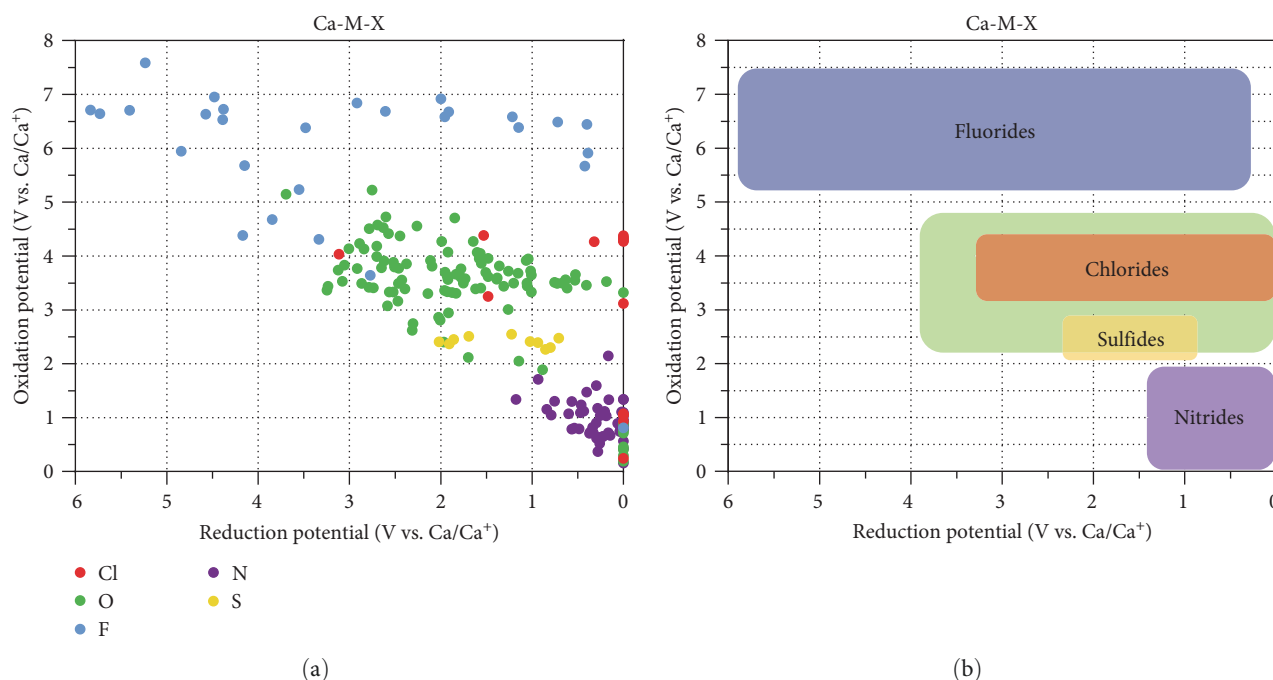 Ca-M-X
8
7
6
5
4
3
2
1
0
Oxidation potential (V vs. Ca/Ca⁺)
6 5 4 3 2 1 0
Reduction potential (V vs. Ca/Ca⁺)
Cl
O
F
N
S
(a)
Ca-M-X
8
7
6
5
4
3
2
1
0
Oxidation potential (V vs. Ca/Ca⁺)
Fluorides
Chlorides
Sulfides
Nitrides
6 5 4 3 2 1 0
Reduction potential (V vs. Ca/Ca⁺)
(b)